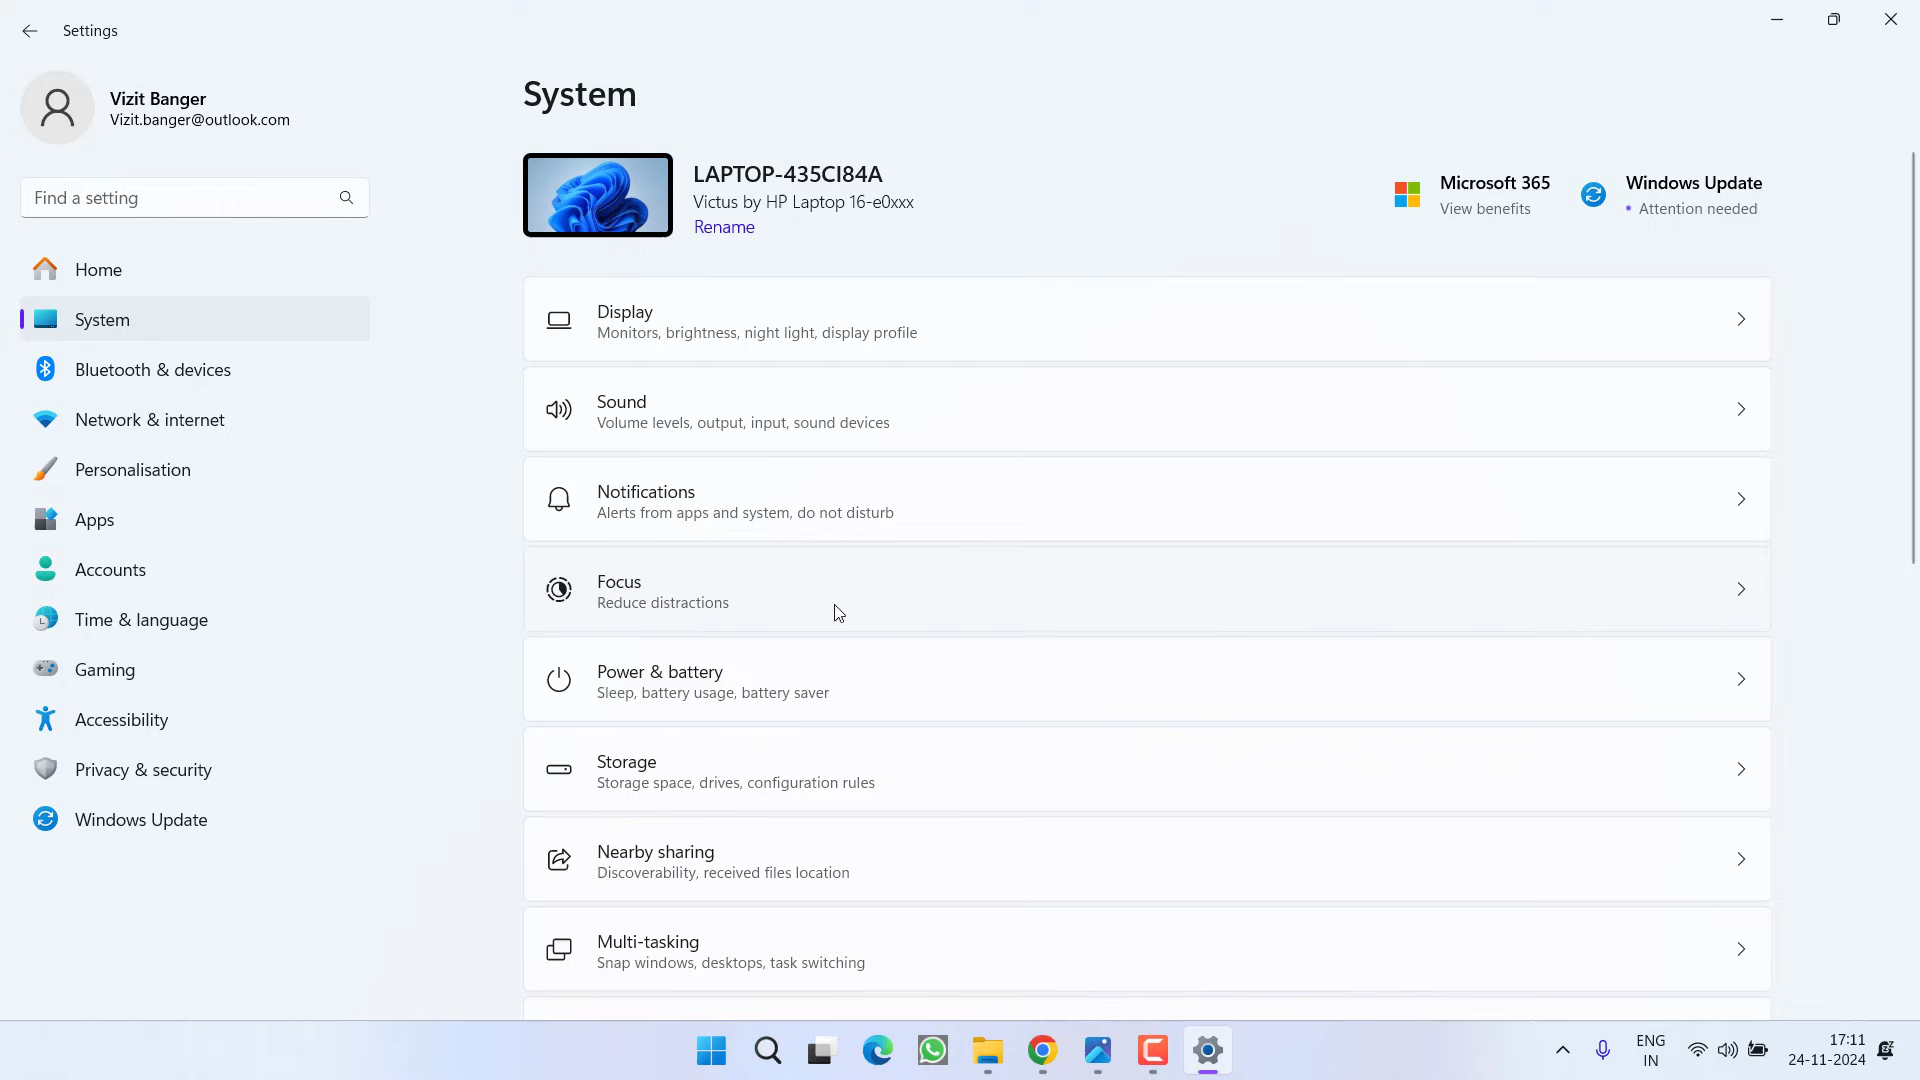 Settings
Vizit Banger
Vizit.banger@outlook.com
Find a setting
Home
System
Bluetooth & devices
Network & internet
Personalisation
Apps
Accounts
Time & language
Gaming
Accessibility
Privacy & security
Windows Update
System
LAPTOP-435CI84A
Victus by HP Laptop 16-e0xxx
Rename
Microsoft 365
View benefits
Windows Update
• Attention needed
Display
Monitors, brightness, night light, display profile
Sound
Volume levels, output, input, sound devices
Notifications
Alerts from apps and system, do not disturb
Focus
Reduce distractions
Power & battery
Sleep, battery usage, battery saver
Storage
Storage space, drives, configuration rules
Nearby sharing
Discoverability, received files location
Multi-tasking
Snap windows, desktops, task switching
ENG
IN
17:11
24-11-2024